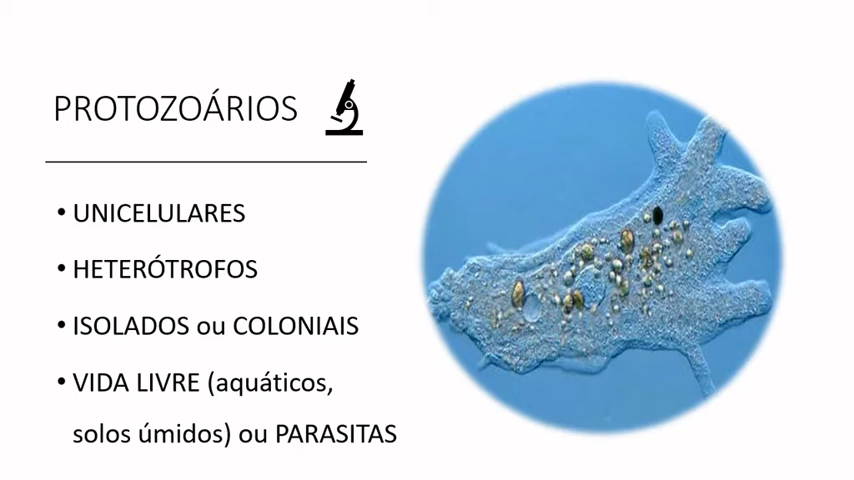 PROTOZOÁRIOS
• UNICELULARES
• HETERÓTROFOS
• ISOLADOS ou COLONIAIS
• VIDA LIVRE (aquáticos,
solos úmidos) ou PARASITAS